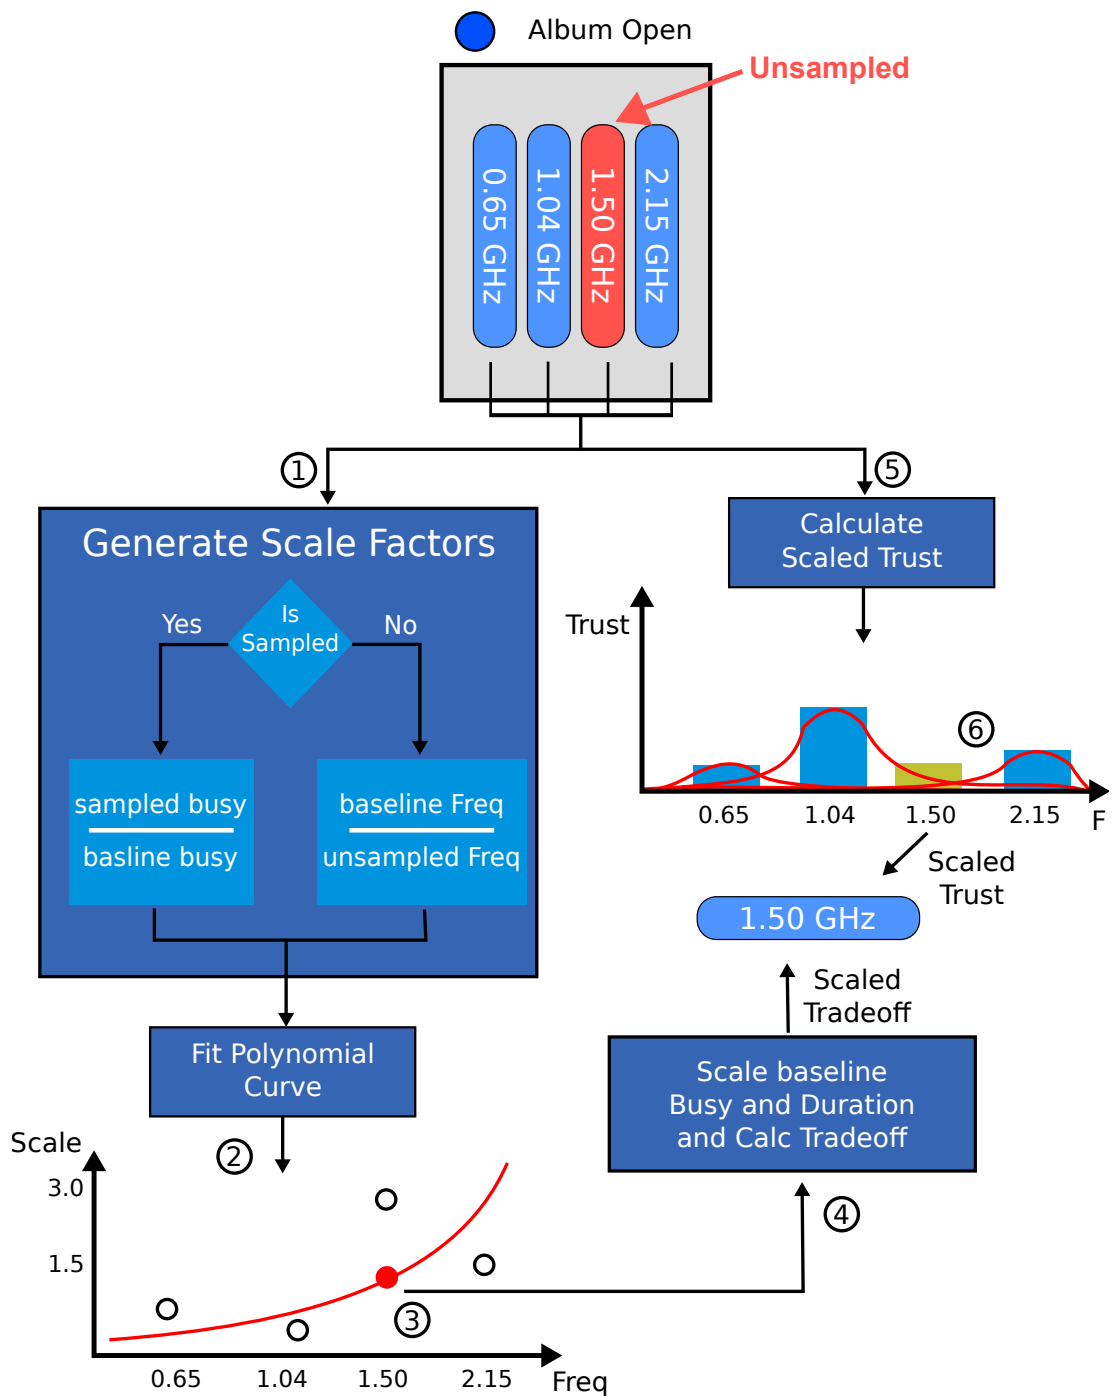 Album Open
Unsampled
0.65 GHz
1.04 GHz
1.50 GHz
2.15 GHz
1
5
Generate Scale Factors
Is
Sampled
Yes
No
sampled busy
basline busy
baseline Freq
unsampled Freq
Fit Polynomial
Curve
2
Scale
3.0
1.5
3
0.65
1.04
1.50
2.15
Freq
4
Scale baseline
Busy and Duration
and Calc Tradeoff
Scaled
Tradeoff
Calculate
Scaled Trust
Trust
6
0.65
1.04
1.50
2.15
F
Scaled
Trust
1.50 GHz